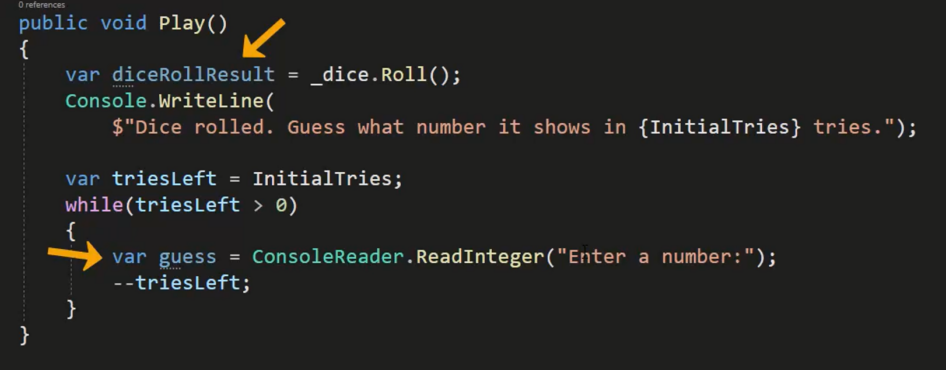 0 references
public void Play()
{
var diceRollResult = _dice.Roll();
Console.WriteLine(
$"Dice rolled. Guess what number it shows in {InitialTries} tries.");
var triesLeft = InitialTries;
while(triesLeft > 0)
{
var guess = ConsoleReader.ReadInteger("Enter a number:");
--triesLeft;
}
}